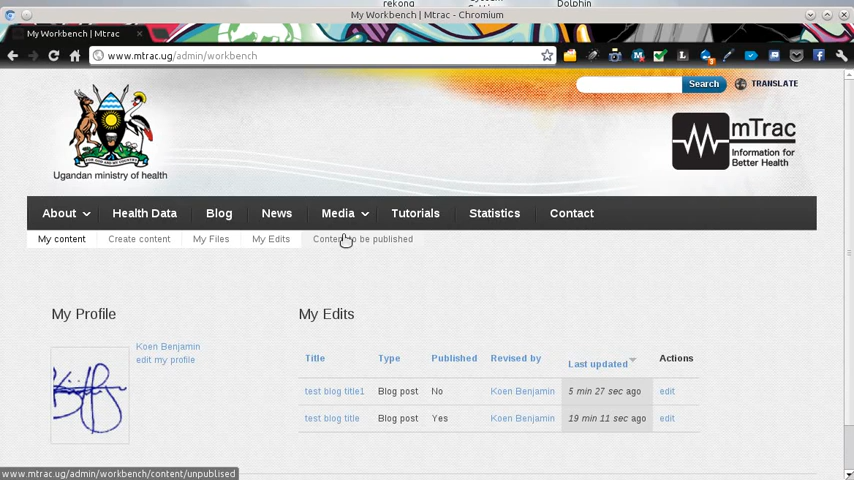 rekong
Dolphin
My Workbench | Mtrac - Chromium
My Workbench | Mtrac
www.mtrac.ug/admin/workbench
Search
TRANSLATE
Ugandan ministry of health
mTrac
Information for
Better Health
About
Health Data
Blog
News
Media
Tutorials
Statistics
Contact
My content
Create content
My Files
My Edits
Content to be published
My Profile
My Edits
Koen Benjamin
edit my profile
Title Type Published Revised by Last updated Actions
test blog title1 Blog post No Koen Benjamin 5 min 27 sec ago edit
test blog title Blog post Yes Koen Benjamin 19 min 11 sec ago edit
www.mtrac.ug/admin/workbench/content/unpublised